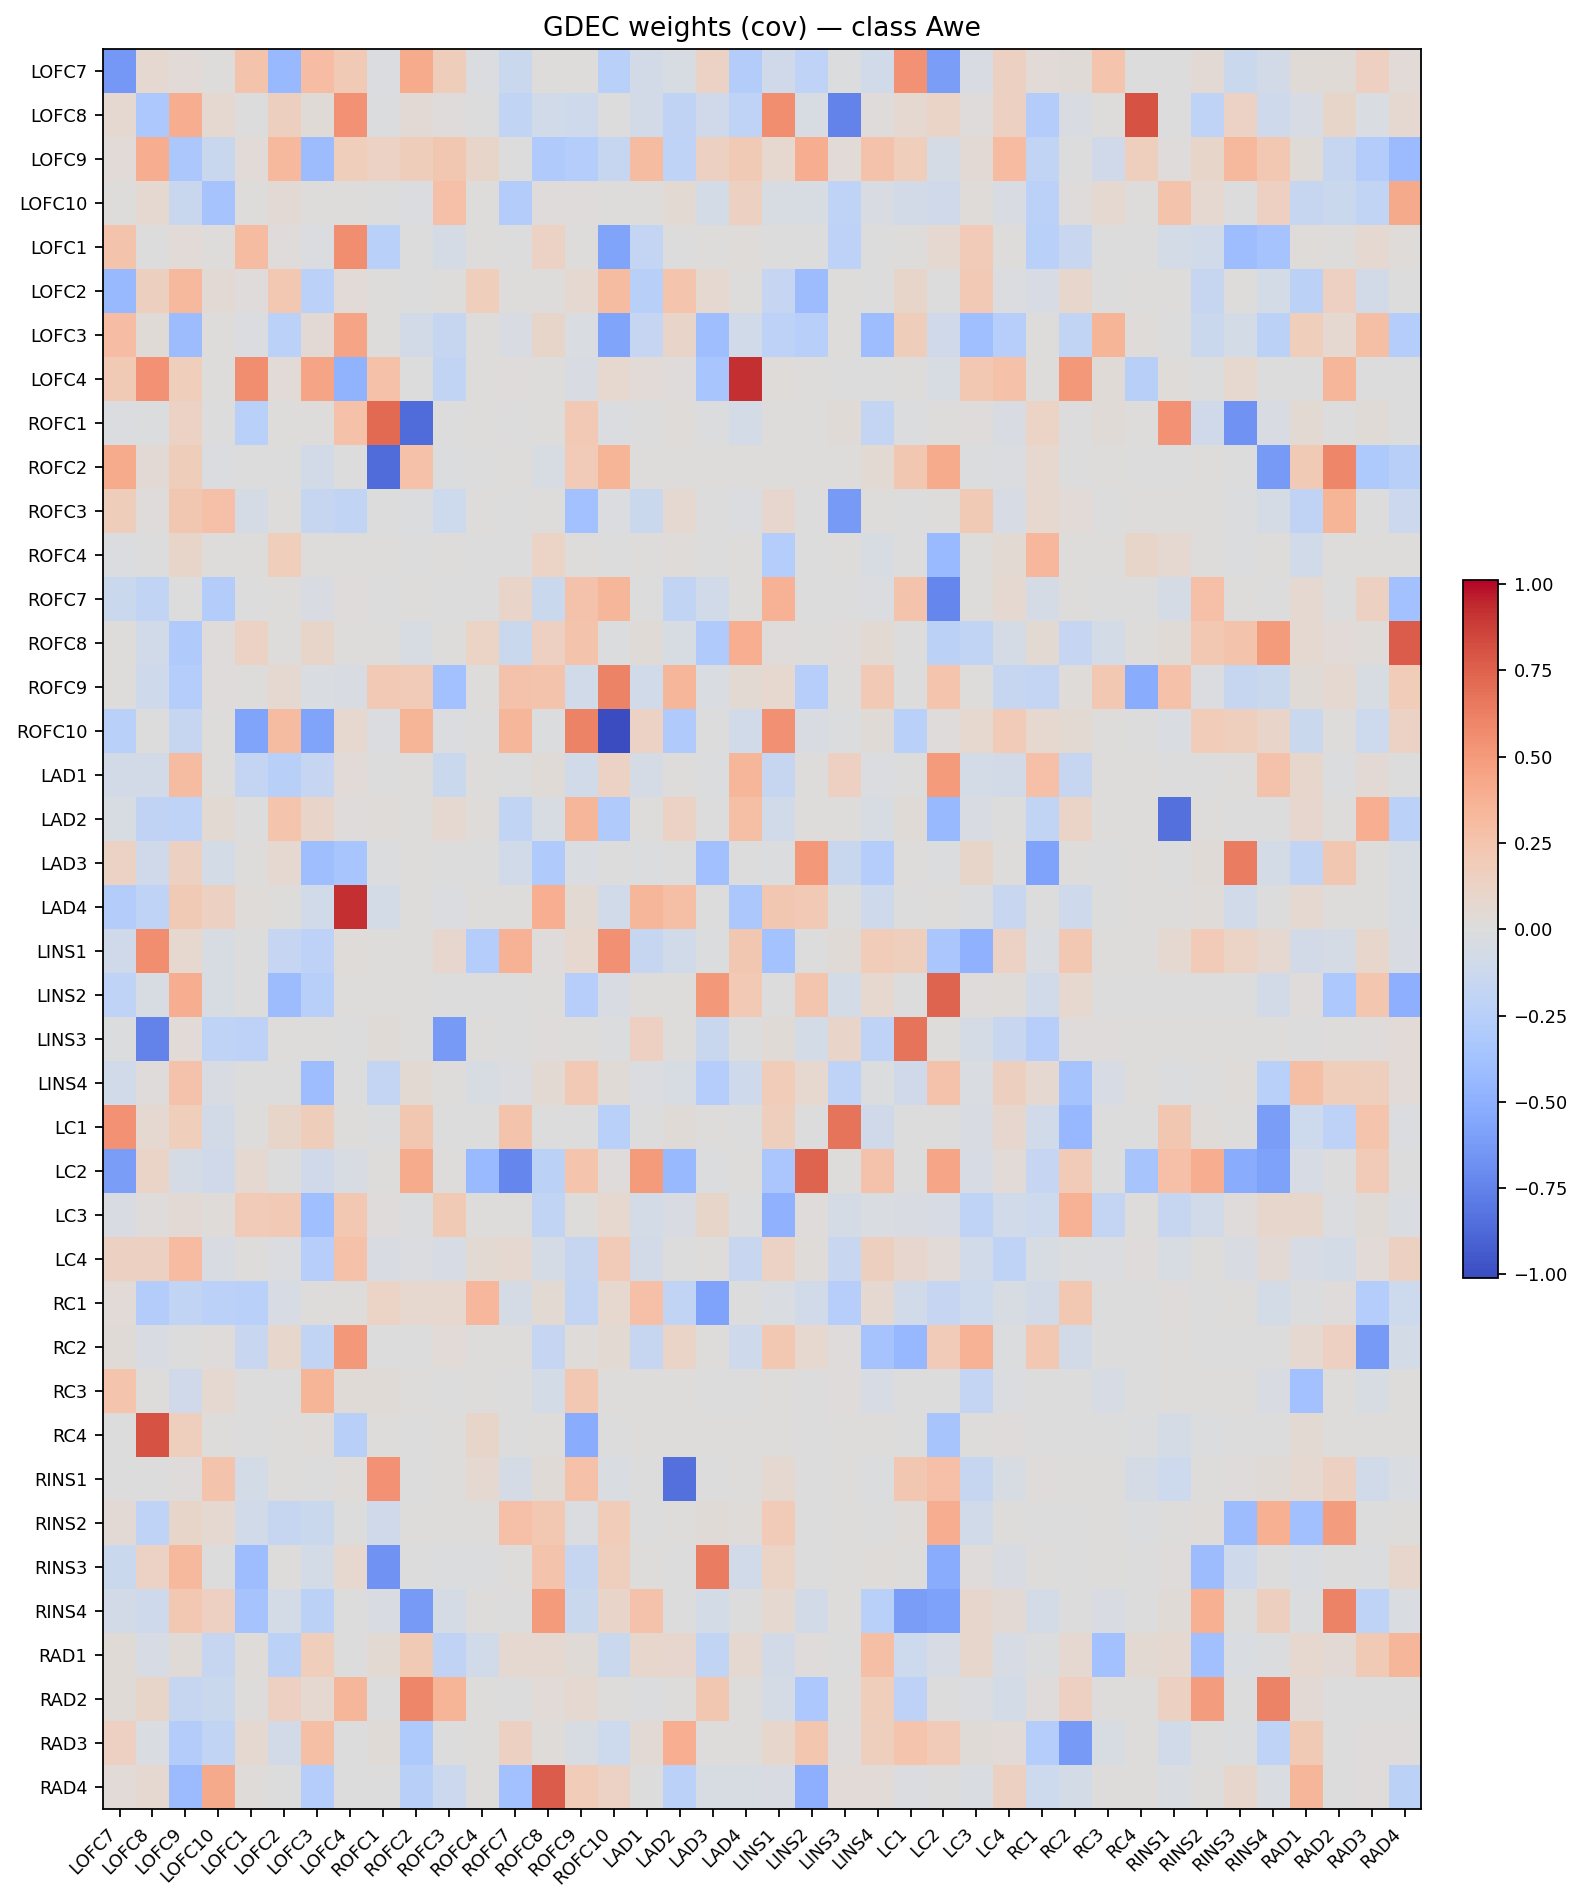 GDEC weights (cov) — class Awe
LOFC7
LOFC8
LOFC9
LOFC10
LOFC1
LOFC2
LOFC3
LOFC4
ROFC1
ROFC2
ROFC3
ROFC4
ROFC7
ROFC8
ROFC9
ROFC10
LAD1
LAD2
LAD3
LAD4
LINS1
LINS2
LINS3
LINS4
LC1
LC2
LC3
LC4
RC1
RC2
RC3
RC4
RINS1
RINS2
RINS3
RINS4
RAD1
RAD2
RAD3
RAD4
LOFC7 LOFC8 LOFC9 LOFC10 LOFC1 LOFC2 LOFC3 LOFC4 ROFC1 ROFC2 ROFC3 ROFC4 ROFC7 ROFC8 ROFC9 ROFC10 LAD1 LAD2 LAD3 LAD4 LINS1 LINS2 LINS3 LINS4 LC1 LC2 LC3 LC4 RC1 RC2 RC3 RC4 RINS1 RINS2 RINS3 RINS4 RAD1 RAD2 RAD3 RAD4
1.00
0.75
0.50
0.25
0.00
−0.25
−0.50
−0.75
−1.00